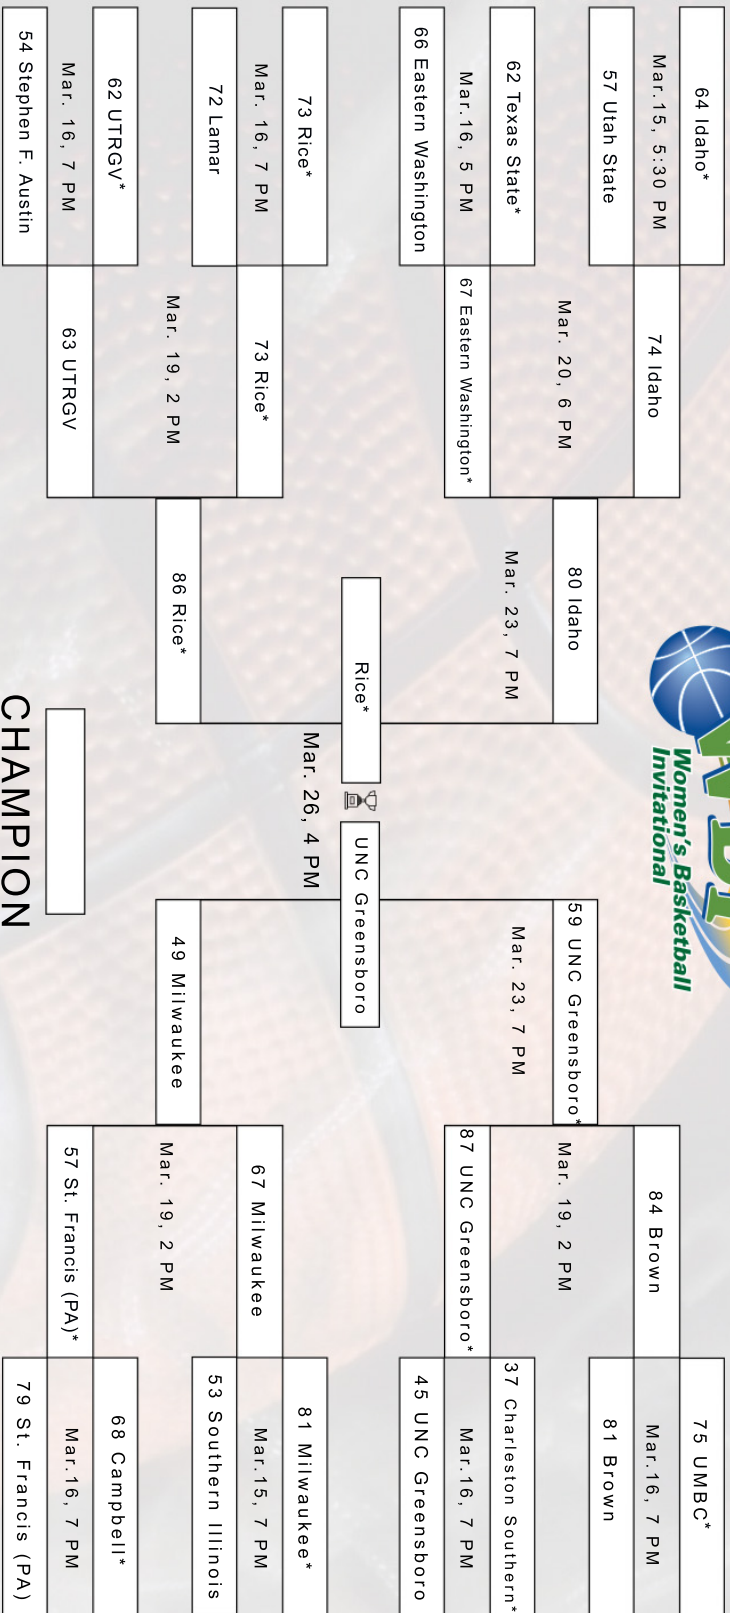 WBI
Women's Basketball
Invitational
64 Idaho*
Mar.15, 5:30 PM
57 Utah State
74 Idaho
Mar. 20, 6 PM
62 Texas State*
Mar.16, 5 PM
66 Eastern Washington
67 Eastern Washington*
80 Idaho
Mar. 23, 7 PM
73 Rice*
Mar. 16, 7 PM
72 Lamar
73 Rice*
Mar. 19, 2 PM
62 UTRGV*
Mar. 16, 7 PM
54 Stephen F. Austin
63 UTRGV
86 Rice*
Rice*
Mar. 26, 4 PM
UNC Greensboro
CHAMPION
59 UNC Greensboro*
Mar. 23, 7 PM
49 Milwaukee
84 Brown
Mar. 19, 2 PM
87 UNC Greensboro*
67 Milwaukee
Mar. 19, 2 PM
57 St. Francis (PA)*
75 UMBC*
Mar.16, 7 PM
81 Brown
37 Charleston Southern*
Mar.16, 7 PM
45 UNC Greensboro
81 Milwaukee*
Mar.15, 7 PM
53 Southern Illinois
68 Campbell*
Mar.16, 7 PM
79 St. Francis (PA)